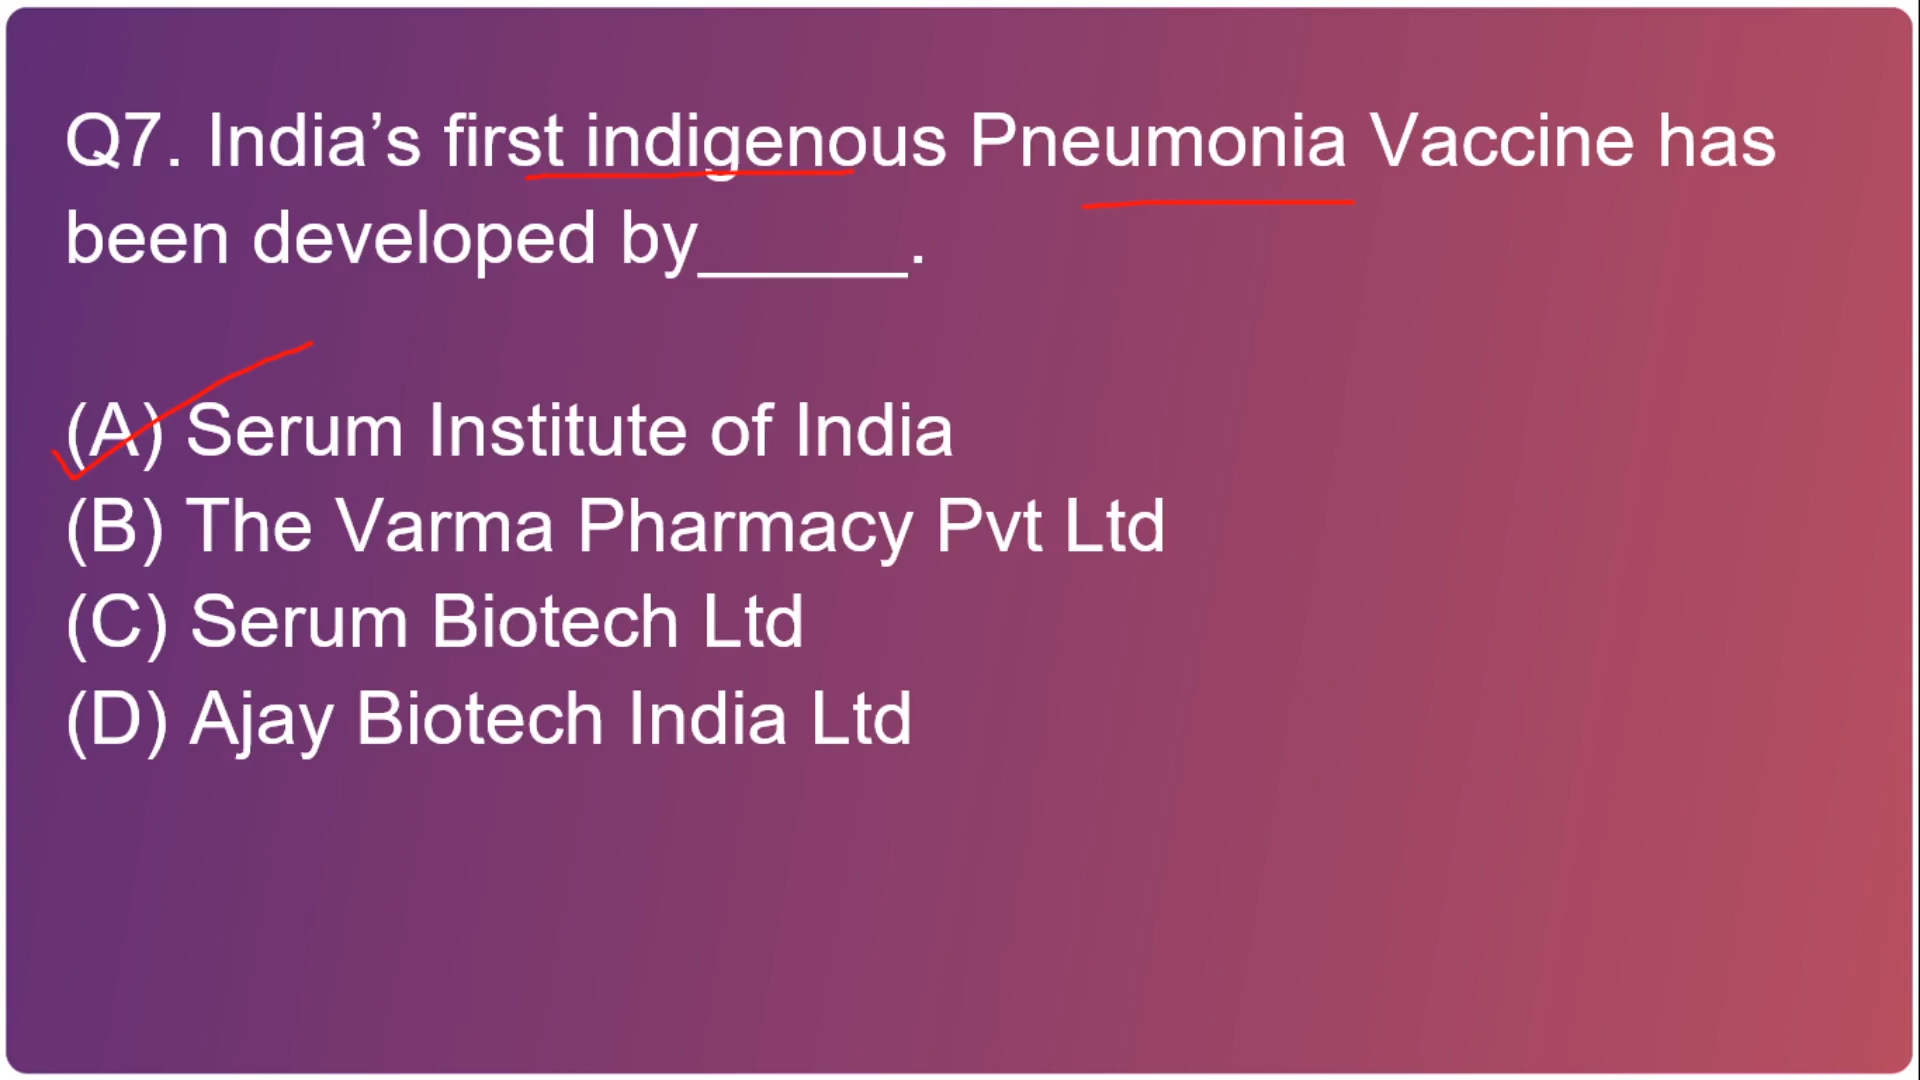 Q7. India’s first indigenous Pneumonia Vaccine has
been developed by______.
(A) Serum Institute of India
(B) The Varma Pharmacy Pvt Ltd
(C) Serum Biotech Ltd
(D) Ajay Biotech India Ltd